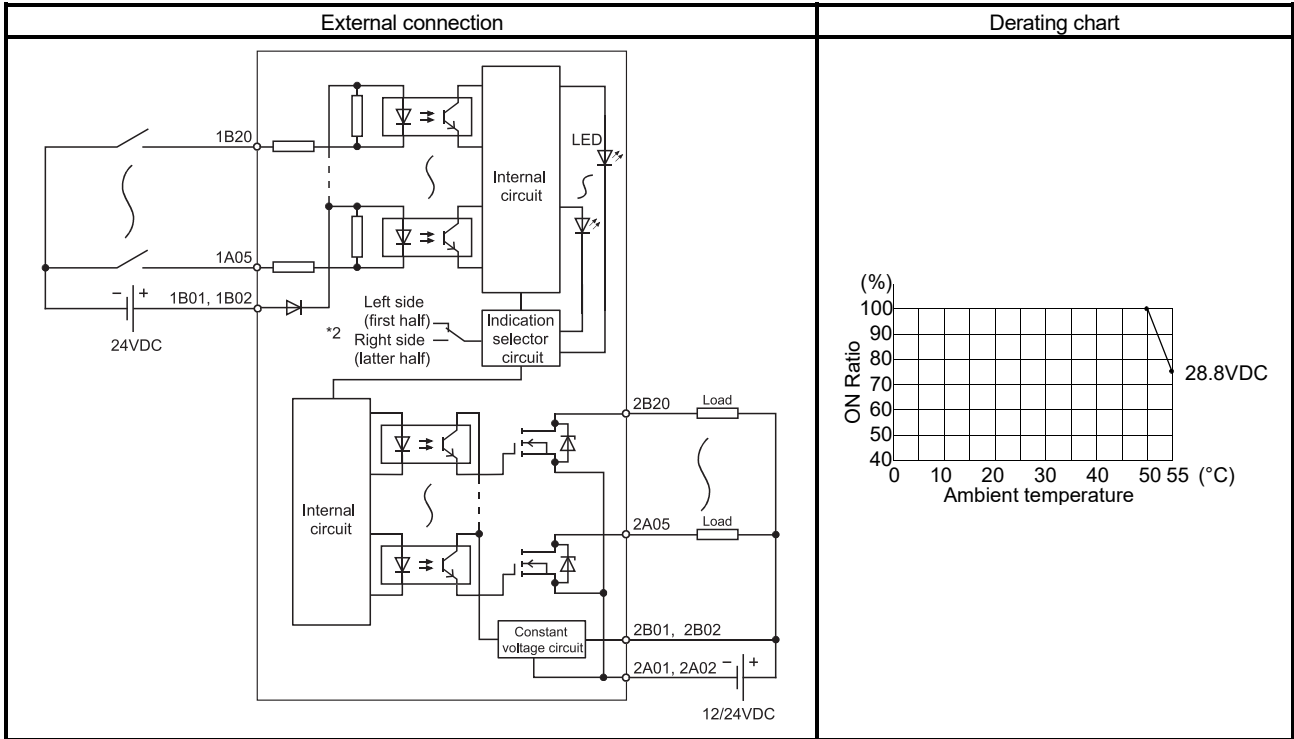 External connection
Derating chart
1B20
LED
Internal
circuit
1A05
1B01, 1B02
− +
24VDC
Left side
(first half)
*2
Right side
(latter half)
Indication
selector
circuit
2B20
Load
Internal
circuit
2A05
Load
Constant
voltage circuit
2B01, 2B02
2A01, 2A02
− +
12/24VDC
(%)
100
90
80
70
60
50
40
ON Ratio
28.8VDC
0 10 20 30 40 50 55 (°C)
Ambient temperature